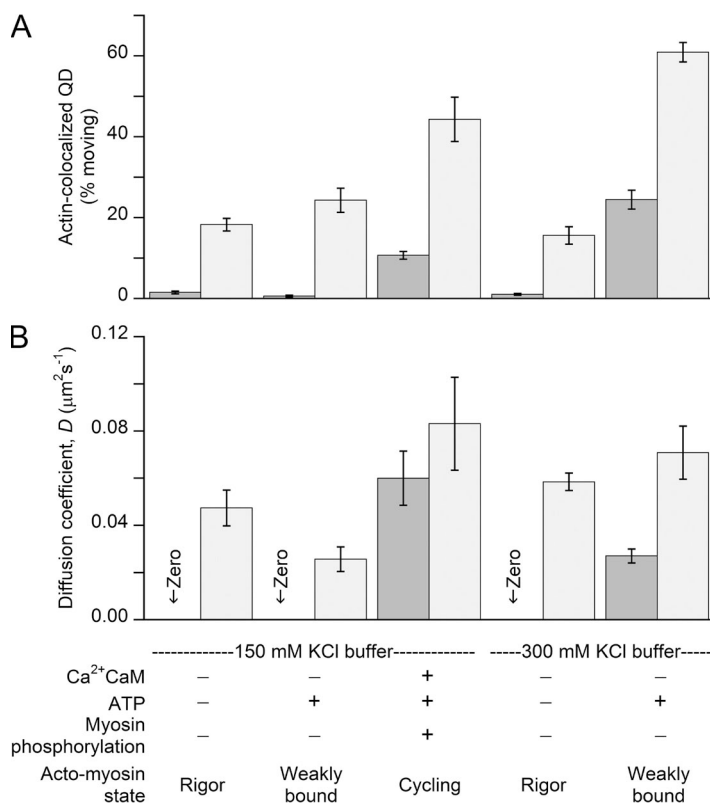 A
Actin-colocalized QD
(% moving)
60
40
20
0
B
Diffusion coefficient, D (μm²s⁻¹)
0.12
0.08
0.04
0.00
←Zero
←Zero
←Zero
-------------150 mM KCl buffer------------- -----300 mM KCl buffer-----
Ca²⁺CaM – – + – –
ATP – + + – +
Myosin
phosphorylation – – + – –
Acto-myosin
state
Rigor
Weakly
bound
Cycling
Rigor
Weakly
bound